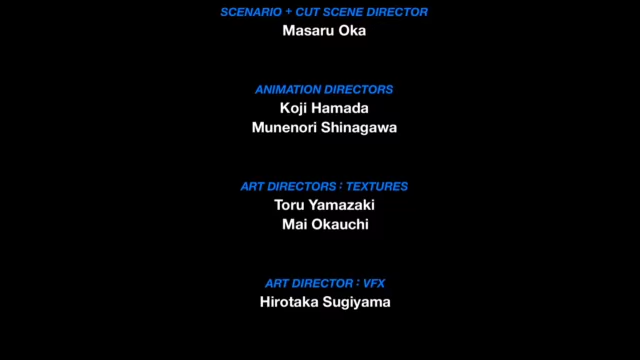 SCENARIO + CUT SCENE DIRECTOR
Masaru Oka
ANIMATION DIRECTORS
Koji Hamada
Munenori Shinagawa
ART DIRECTORS : TEXTURES
Toru Yamazaki
Mai Okauchi
ART DIRECTOR : VFX
Hirotaka Sugiyama